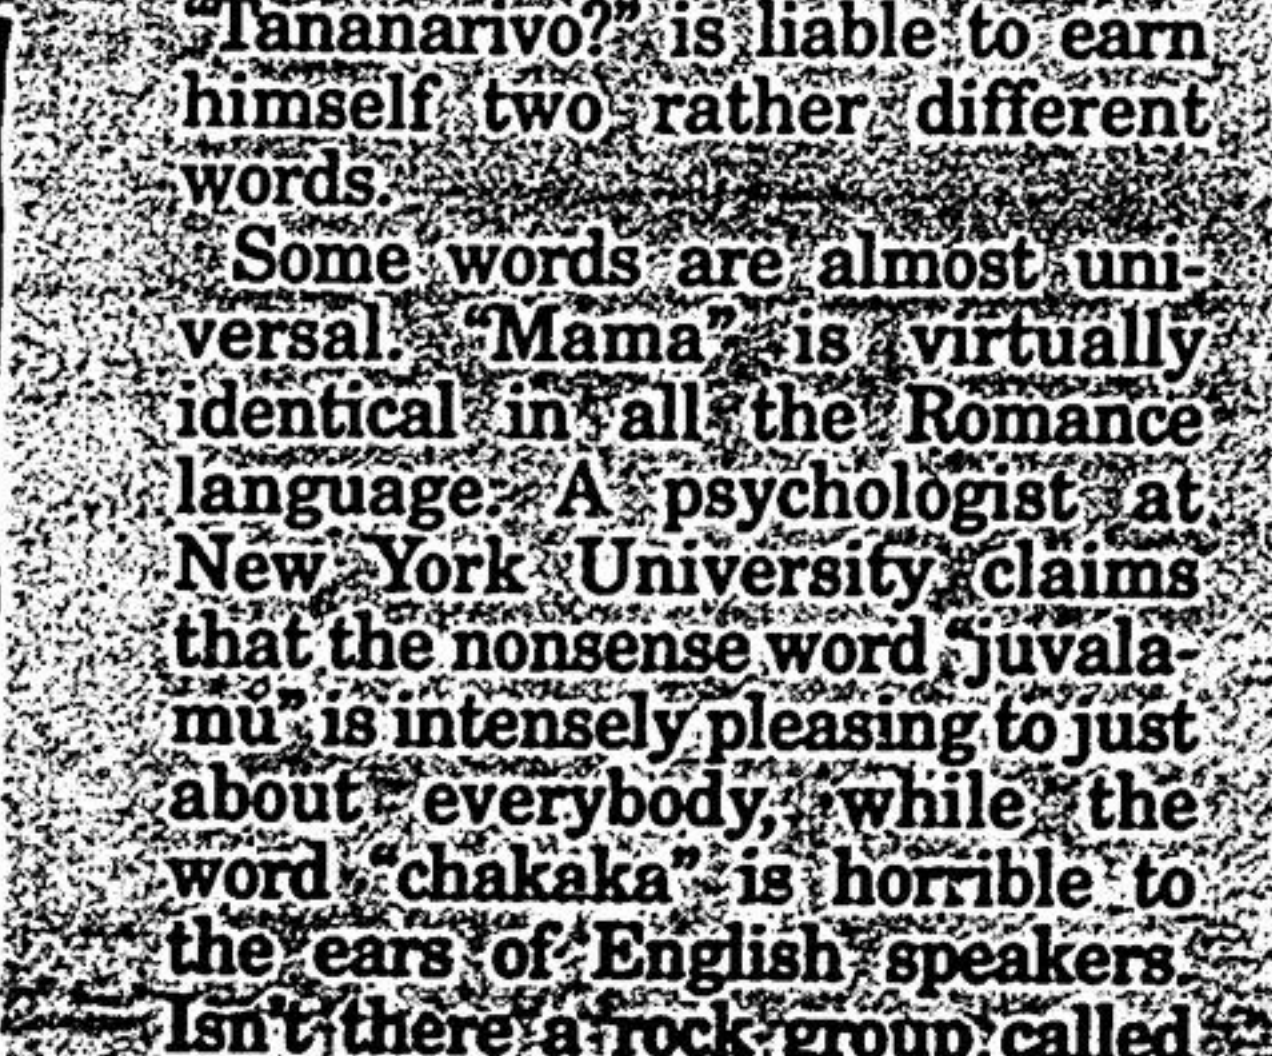 “Tananarivo?” is liable to earn
himself two rather different
words.
Some words are almost uni-
versal. “Mama” is virtually
identical in all the Romance
language. A psychologist at
New York University claims
that the nonsense word “juvala-
mu” is intensely pleasing to just
about everybody, while the
word “chakaka” is horrible to
the ears of English speakers.
Isn't there a rock group called